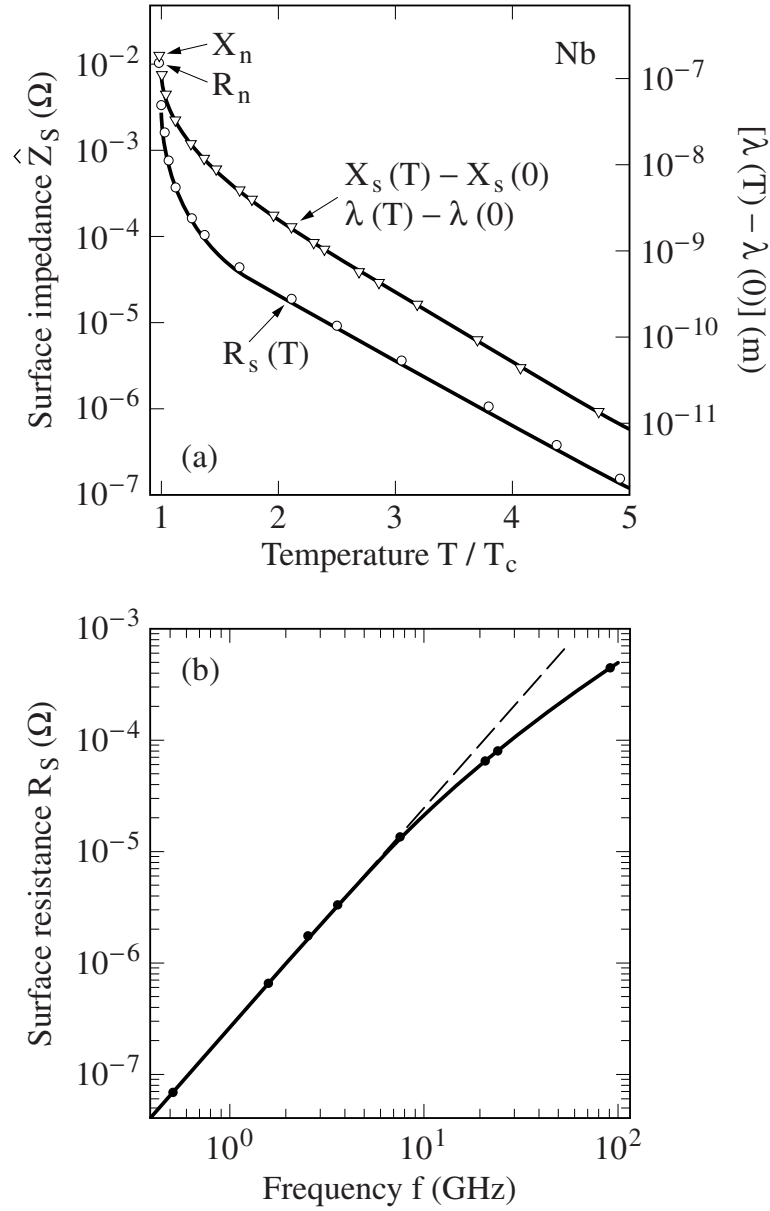 X_n
R_n
Nb
10^-2
10^-3
10^-4
10^-5
10^-6
10^-7
Surface impedance Ẑ_S (Ω)
X_s (T) – X_s (0)
λ (T) – λ (0)
R_s (T)
(a)
10^-7
10^-8
10^-9
10^-10
10^-11
[λ (T) – λ (0)] (m)
1 2 3 4 5
Temperature T / T_c
(b)
10^-3
10^-4
10^-5
10^-6
10^-7
Surface resistance R_S (Ω)
10^0 10^1 10^2
Frequency f (GHz)